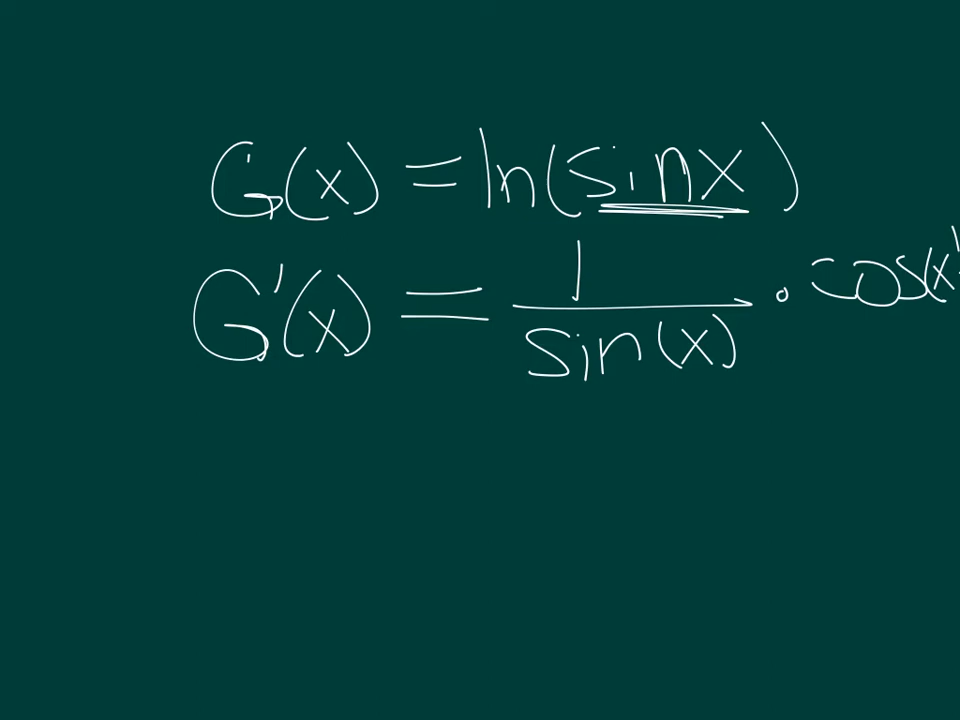 G(x) = ln(sinx)
G'(x) = 1/sin(x) · cos(x